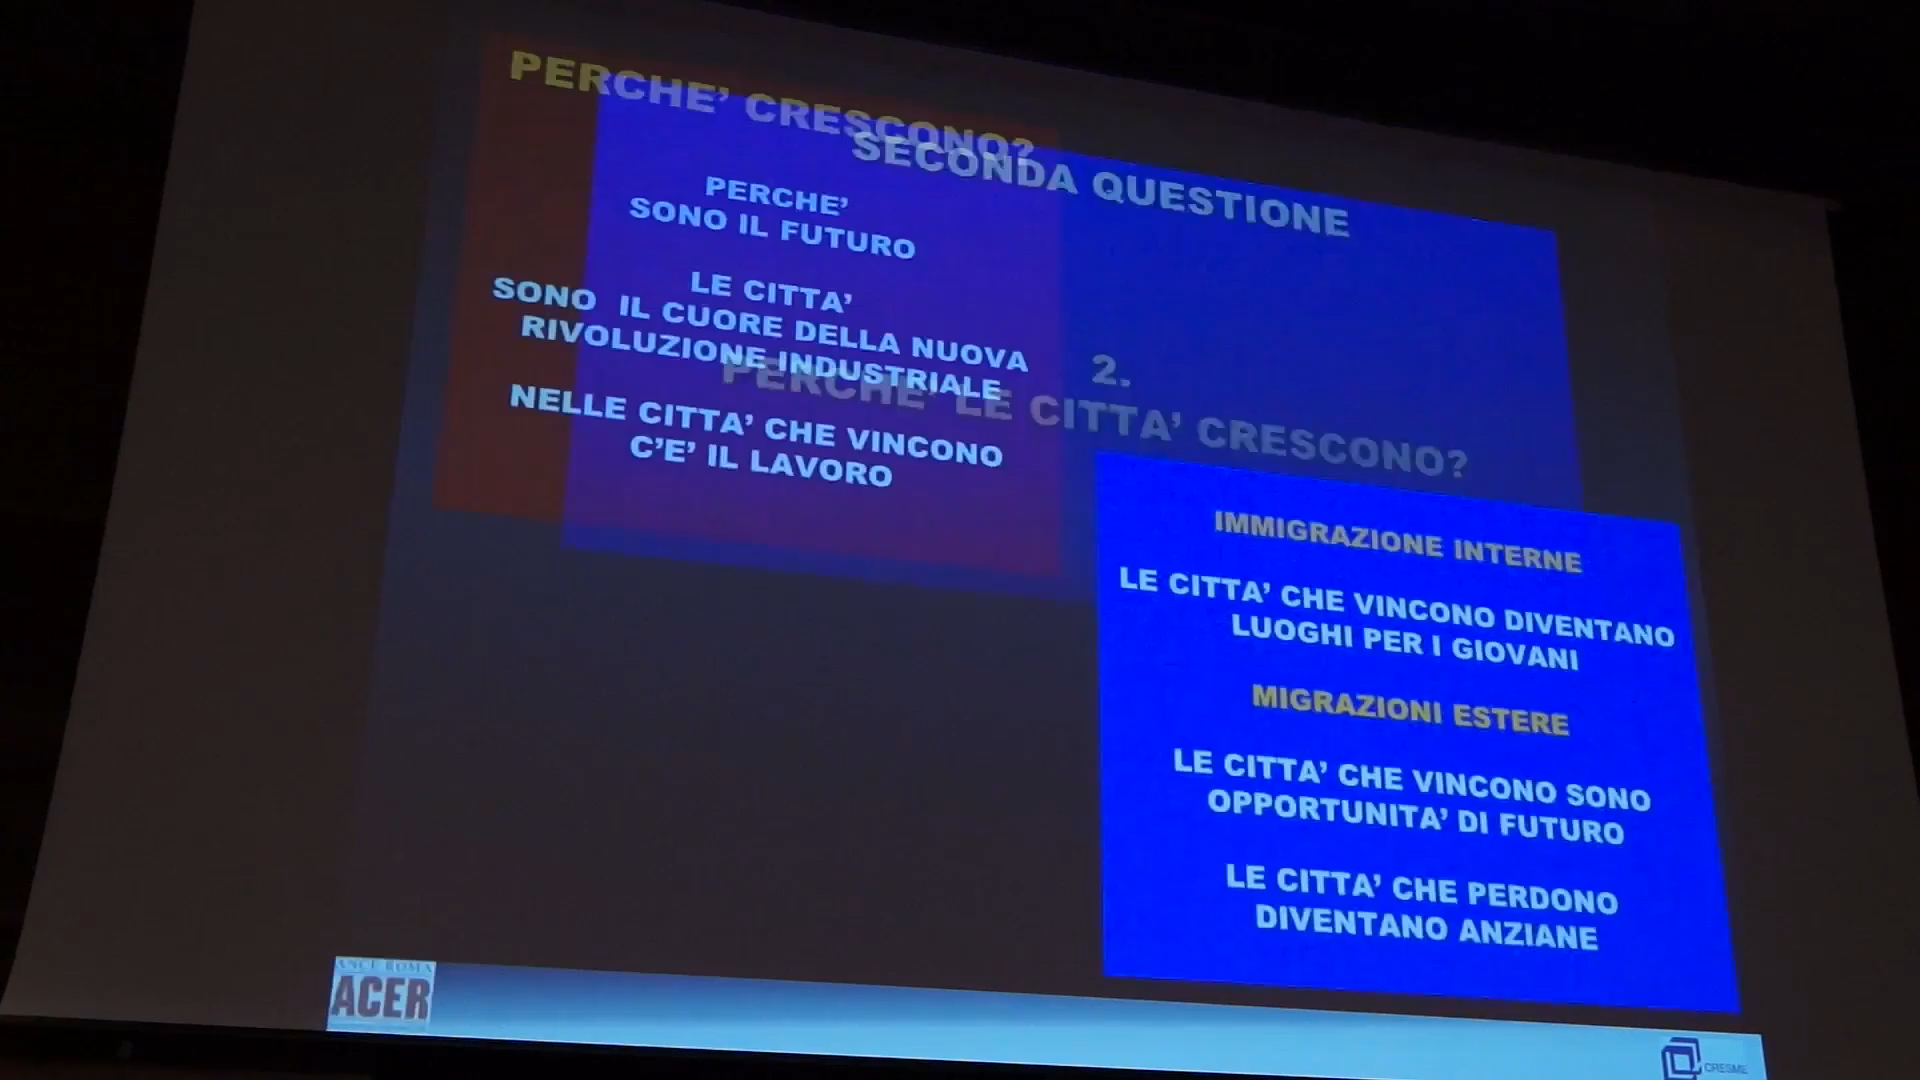 PERCHE’ CRESCONO?
SECONDA QUESTIONE
PERCHE’
SONO IL FUTURO
LE CITTA’
SONO IL CUORE DELLA NUOVA
RIVOLUZIONE INDUSTRIALE
NELLE CITTA’ CHE VINCONO
C’E’ IL LAVORO
2.
PERCHE’ LE CITTA’ CRESCONO?
IMMIGRAZIONE INTERNE
LE CITTA’ CHE VINCONO DIVENTANO
LUOGHI PER I GIOVANI
MIGRAZIONI ESTERE
LE CITTA’ CHE VINCONO SONO
OPPORTUNITA’ DI FUTURO
LE CITTA’ CHE PERDONO
DIVENTANO ANZIANE
ANCE ROMA
ACER
CRESME